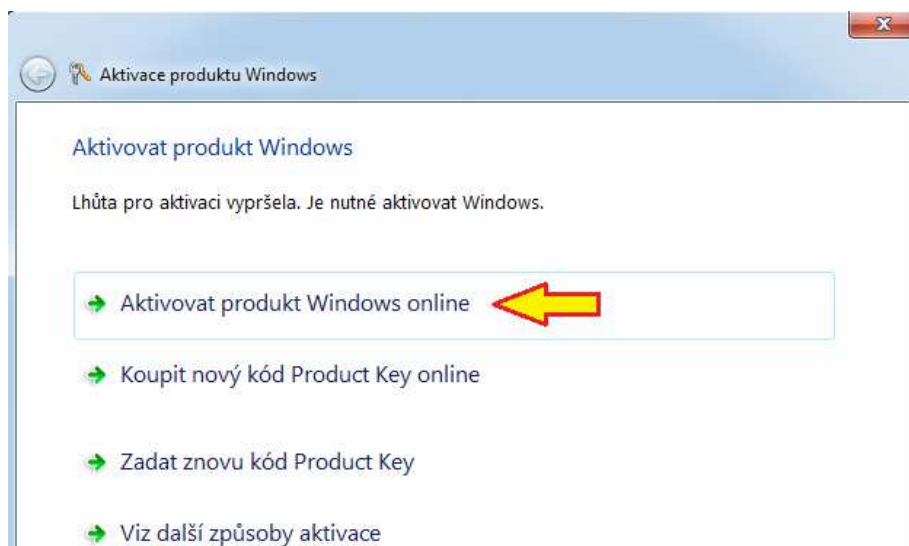 Aktivace produktu Windows
Aktivovat produkt Windows
Lhůta pro aktivaci vypršela. Je nutné aktivovat Windows.
Aktivovat produkt Windows online
Koupit nový kód Product Key online
Zadat znovu kód Product Key
Viz další způsoby aktivace